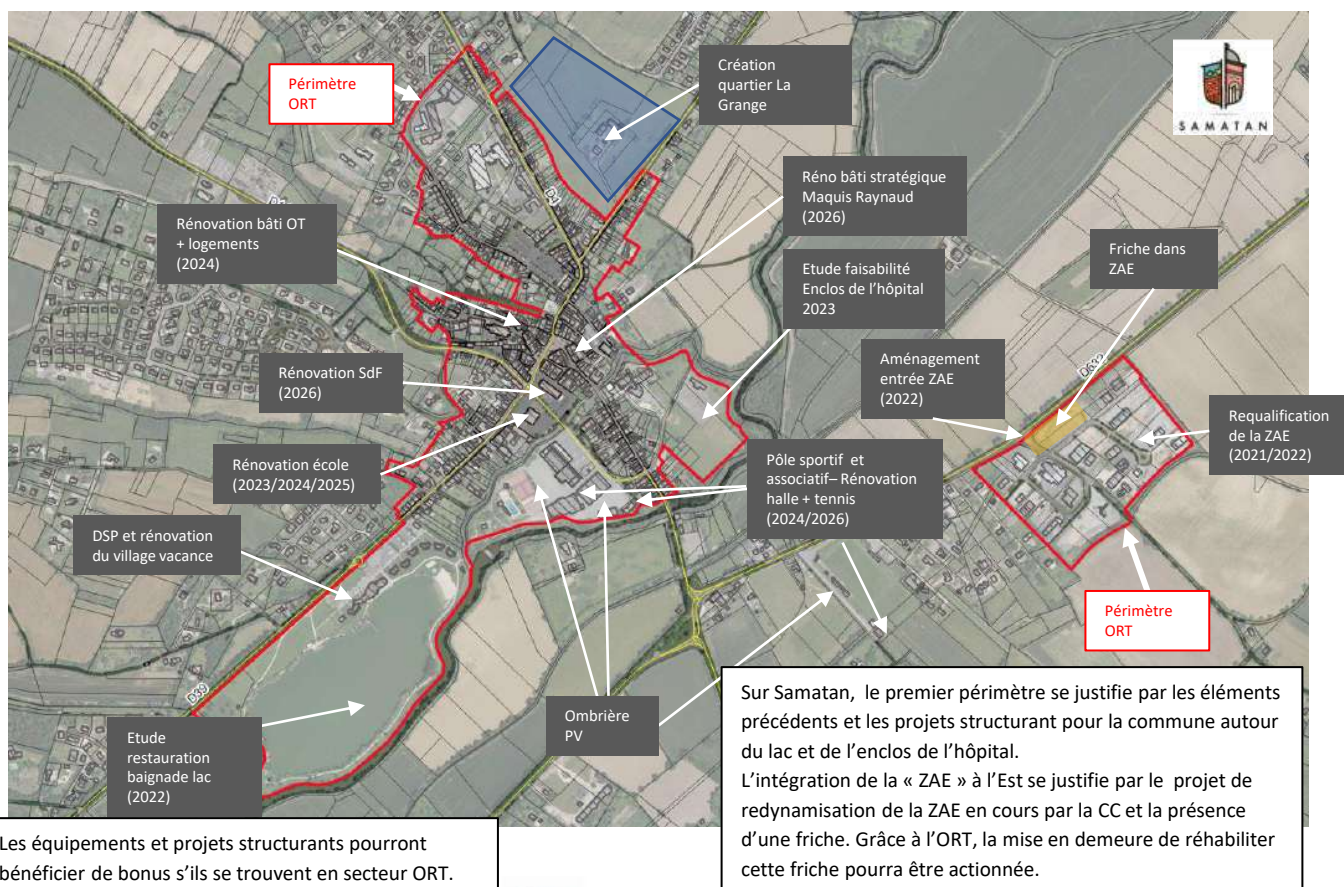 Périmètre
ORT
Création
quartier La
Grange
SAMATAN
Réno bâti stratégique
Maquis Raynaud
(2026)
Rénovation bâti OT
+ logements
(2024)
Friche dans
ZAE
Etude faisabilité
Enclos de l’hôpital
2023
Aménagement
entrée ZAE
(2022)
D632
Rénovation SdF
(2026)
Requalification
de la ZAE
(2021/2022)
Rénovation école
(2023/2024/2025)
Pôle sportif et
associatif– Rénovation
halle + tennis
(2024/2026)
DSP et rénovation
du village vacance
Périmètre
ORT
D39
Etude
restauration
baignade lac
(2022)
Ombrière
PV
Sur Samatan, le premier périmètre se justifie par les éléments
précédents et les projets structurant pour la commune autour
du lac et de l’enclos de l’hôpital.
L’intégration de la « ZAE » à l’Est se justifie par le projet de
redynamisation de la ZAE en cours par la CC et la présence
d’une friche. Grâce à l’ORT, la mise en demeure de réhabiliter
cette friche pourra être actionnée.
Les équipements et projets structurants pourront
bénéficier de bonus s’ils se trouvent en secteur ORT.